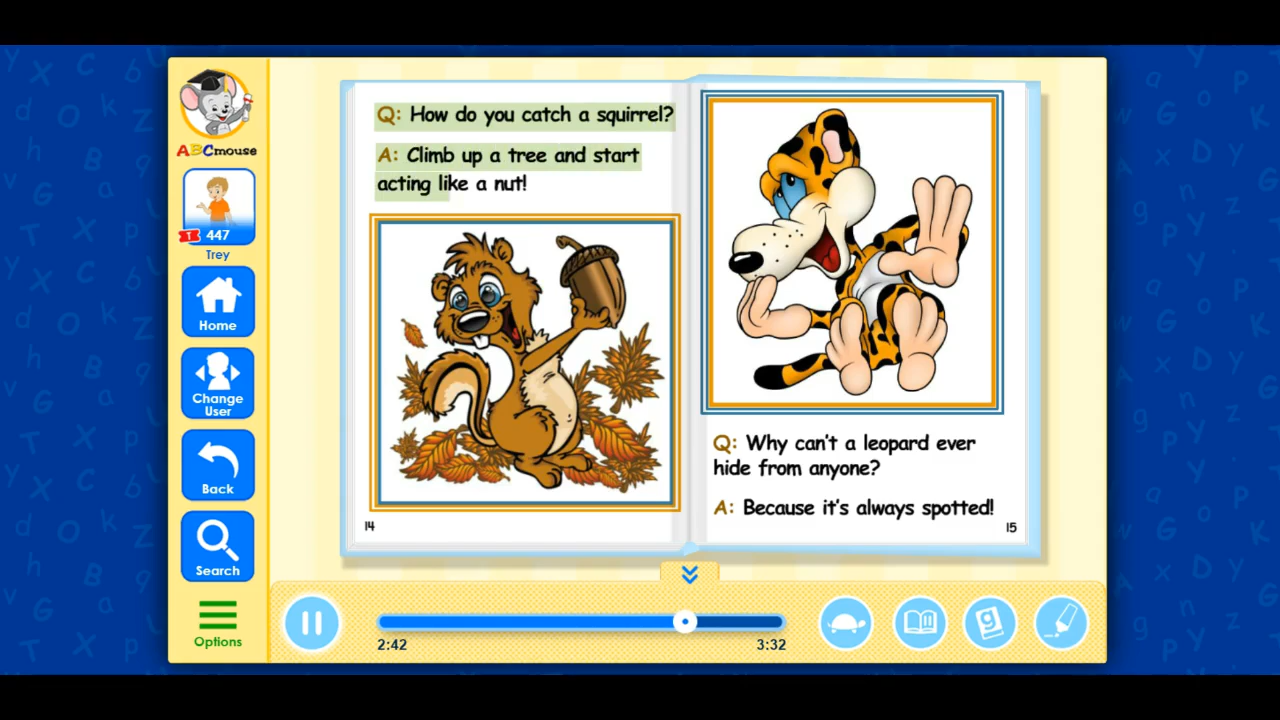 ABCmouse
T 447
Trey
Home
Change
User
Back
Search
Options
Q: How do you catch a squirrel?
A: Climb up a tree and start
acting like a nut!
14
Q: Why can't a leopard ever
hide from anyone?
A: Because it's always spotted!
15
2:42
3:32
g